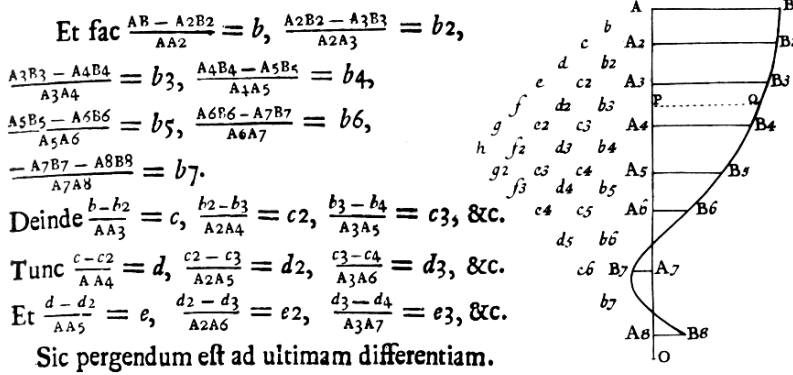 Et fac (AB − A2B2)/(AA2) = b, (A2B2 − A3B3)/(A2A3) = b2,
(A3B3 − A4B4)/(A3A4) = b3, (A4B4 − A5B5)/(A4A5) = b4,
(A5B5 − A6B6)/(A5A6) = b5, (A6B6 − A7B7)/(A6A7) = b6,
(− A7B7 − A8B8)/(A7A8) = b7.
Deinde (b − b2)/(AA3) = c, (b2 − b3)/(A2A4) = c2, (b3 − b4)/(A3A5) = c3, &c.
Tunc (c − c2)/(AA4) = d, (c2 − c3)/(A2A5) = d2, (c3 − c4)/(A3A6) = d3, &c.
Et (d − d2)/(AA5) = e, (d2 − d3)/(A2A6) = e2, (d3 − d4)/(A3A7) = e3, &c.
Sic pergendum eſt ad ultimam differentiam.
A B
b
c A2 B2
d b2
e c2 A3 B3
f d2 b3 P Q
g e2 c3 A4 B4
h f2 d3 b4
g2 e3 c4 A5 B5
f3 d4 b5
e4 c5 A6 B6
d5 b6
c6 B7 A7
b7
A8 B8
O